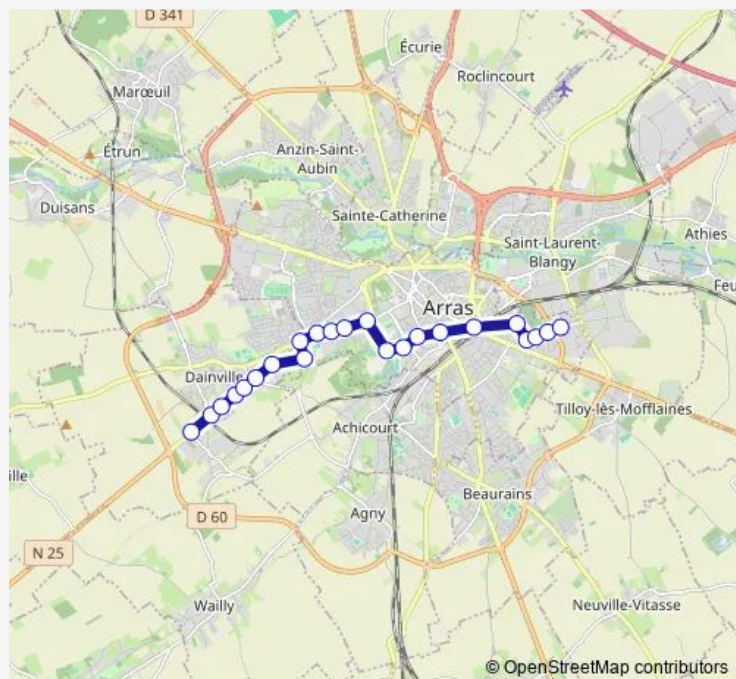 D 341
Écurie
Roclincourt
Marœuil
Étrun
Anzin-Saint-
Aubin
Duisans
Sainte-Catherine
Saint-Laurent-
Blangy
Athies
Feu
Arras
Dainville
Tilloy-lès-Mofflaines
Achicourt
ille
Beaurains
Agny
D 60
N 25
Wailly
Neuville-Vitasse
© OpenStreetMap contributors